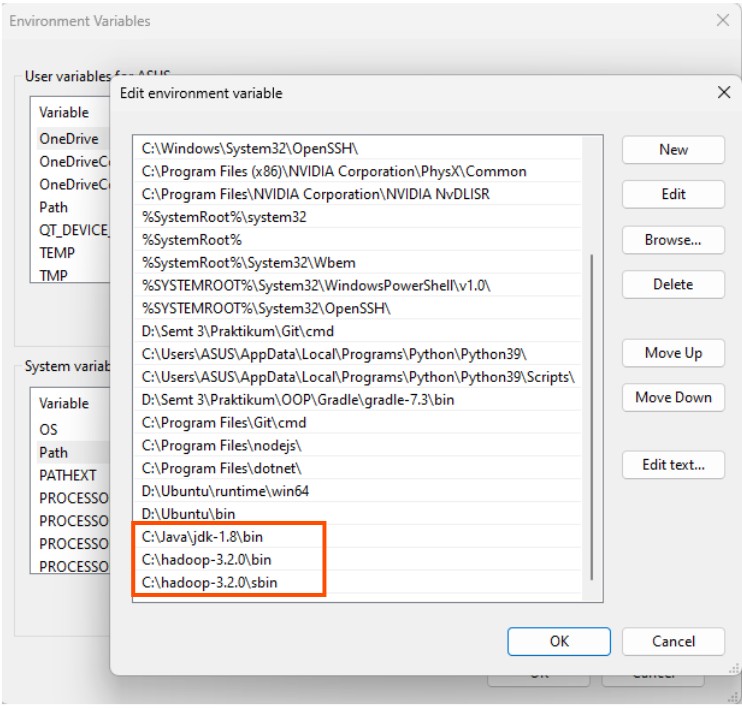 Environment Variables
User variables for ASUS
Variable
OneDrive
OneDriveC
OneDriveC
Path
QT_DEVICE_
TEMP
TMP
System variab
Variable
OS
Path
PATHEXT
PROCESSO
PROCESSO
PROCESSO
PROCESSO
Edit environment variable
C:\Windows\System32\OpenSSH\
C:\Program Files (x86)\NVIDIA Corporation\PhysX\Common
C:\Program Files\NVIDIA Corporation\NVIDIA NvDLISR
%SystemRoot%\system32
%SystemRoot%
%SystemRoot%\System32\Wbem
%SYSTEMROOT%\System32\WindowsPowerShell\v1.0\
%SYSTEMROOT%\System32\OpenSSH\
D:\Semt 3\Praktikum\Git\cmd
C:\Users\ASUS\AppData\Local\Programs\Python\Python39\
C:\Users\ASUS\AppData\Local\Programs\Python\Python39\Scripts\
D:\Semt 3\Praktikum\OOP\Gradle\gradle-7.3\bin
C:\Program Files\Git\cmd
C:\Program Files\nodejs\
C:\Program Files\dotnet\
D:\Ubuntu\runtime\win64
D:\Ubuntu\bin
C:\Java\jdk-1.8\bin
C:\hadoop-3.2.0\bin
C:\hadoop-3.2.0\sbin
New
Edit
Browse...
Delete
Move Up
Move Down
Edit text...
OK
Cancel
OK
Cancel